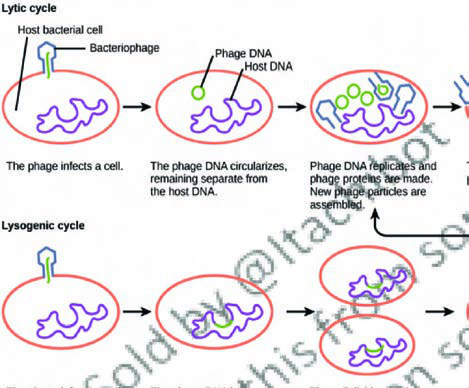 Lytic cycle
Host bacterial cell
Bacteriophage
Phage DNA
Host DNA
The phage infects a cell.
The phage DNA circularizes,
remaining separate from
the host DNA.
Phage DNA replicates and
phage proteins are made.
New phage particles are
assembled.
Lysogenic cycle
sold by @Itachibot
this from